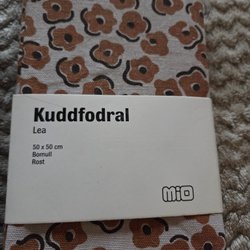 Kuddfodral
Lea
50 x 50 cm
Bomull
Rost
MiO